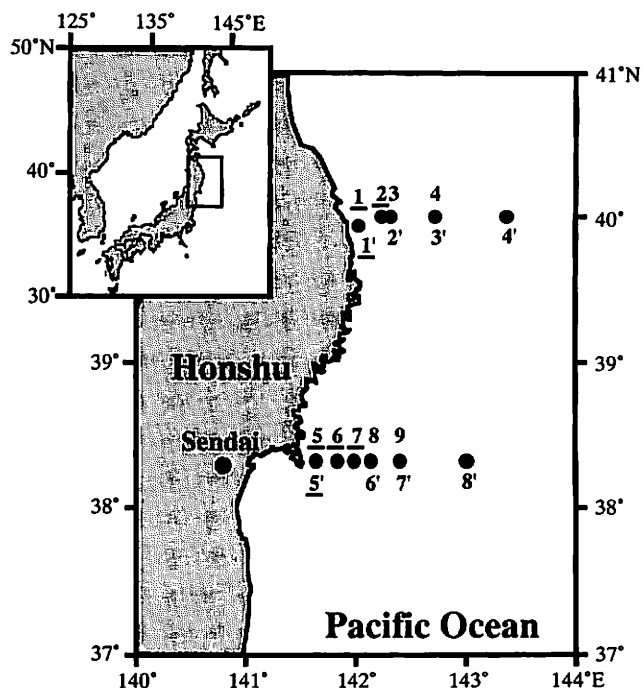 125° 135° 145°E
50°N
40°
30°
41°N
1 2 3 4
40°
1' 2' 3' 4'
39° 39°
Honshu
Sendai
5 6 7 8 9
5' 6' 7' 8'
38° 38°
Pacific Ocean
37° 37°
140° 141° 142° 143° 144°E